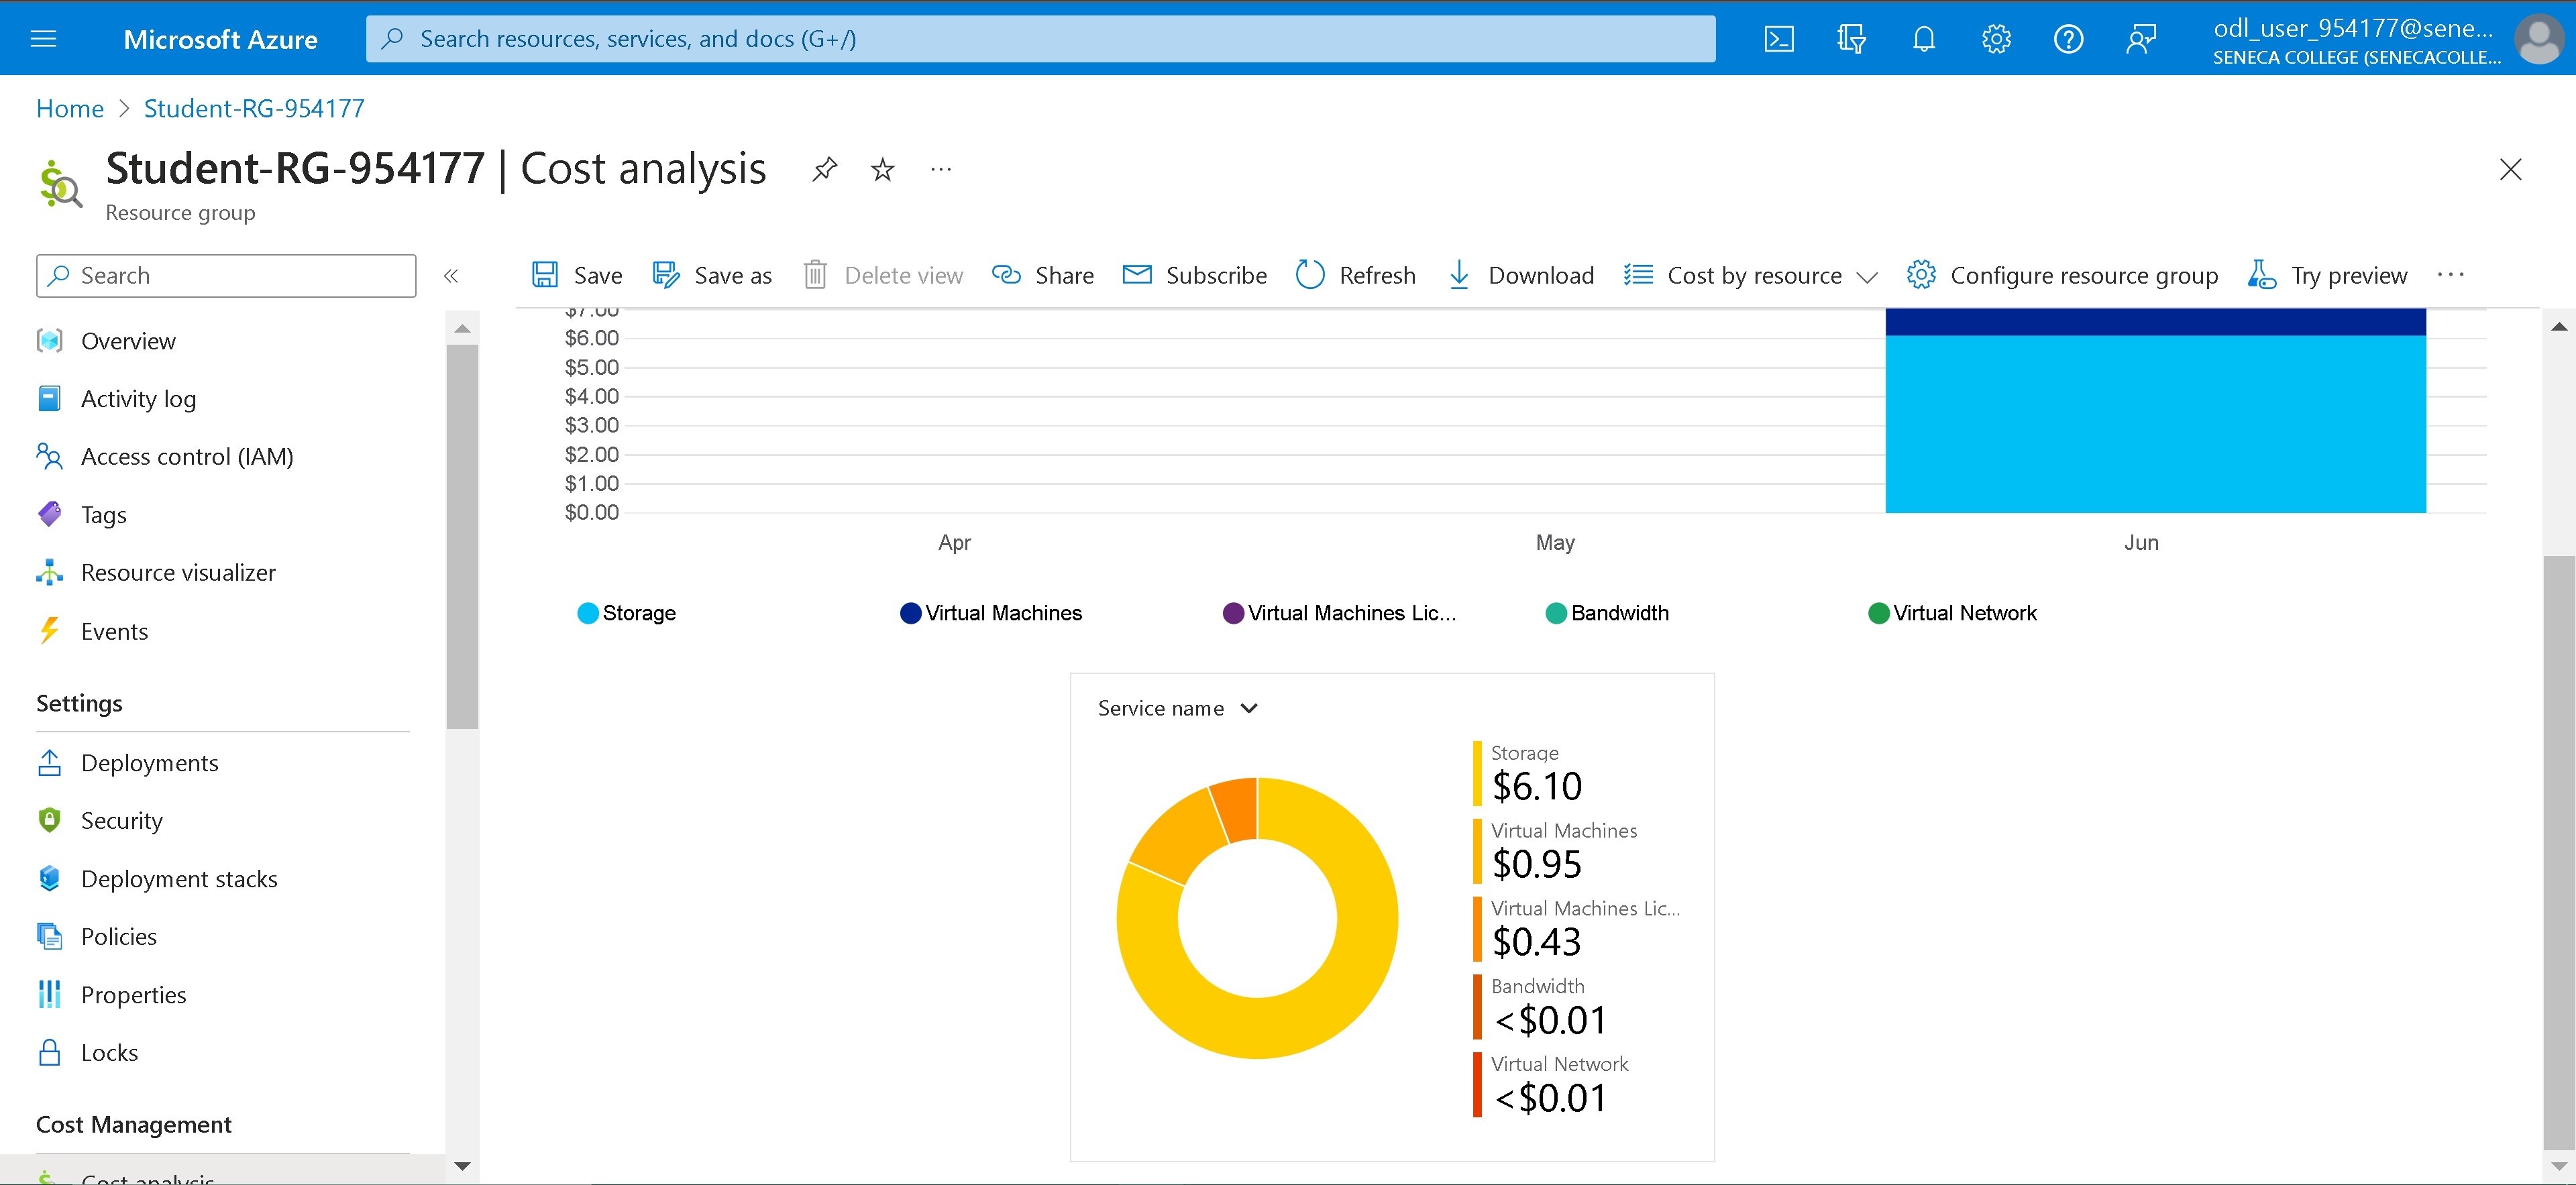 Microsoft Azure
Search resources, services, and docs (G+/)
odl_user_954177@sene...
SENECA COLLEGE (SENECACOLLE...
Home > Student-RG-954177
Student-RG-954177 | Cost analysis
Resource group
Search
Save
Save as
Delete view
Share
Subscribe
Refresh
Download
Cost by resource
Configure resource group
Try preview
Overview
Activity log
Access control (IAM)
Tags
Resource visualizer
Events
Settings
Deployments
Security
Deployment stacks
Policies
Properties
Locks
Cost Management
Cost analysis
$7.00
$6.00
$5.00
$4.00
$3.00
$2.00
$1.00
$0.00
Apr
May
Jun
Storage
Virtual Machines
Virtual Machines Lic...
Bandwidth
Virtual Network
Service name
Storage
$6.10
Virtual Machines
$0.95
Virtual Machines Lic...
$0.43
Bandwidth
<$0.01
Virtual Network
<$0.01